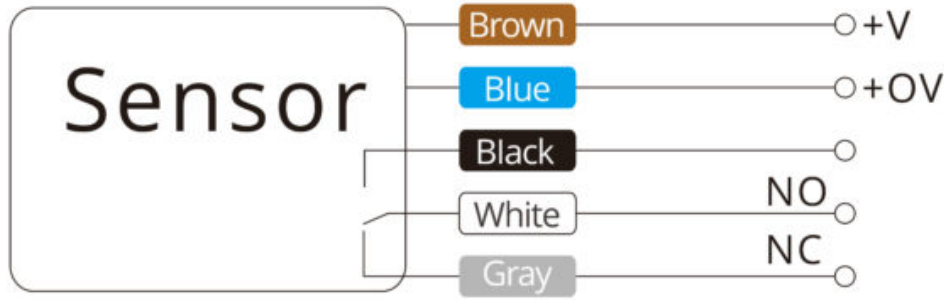 Sensor
Brown +V
Blue +OV
Black
White NO
Gray NC